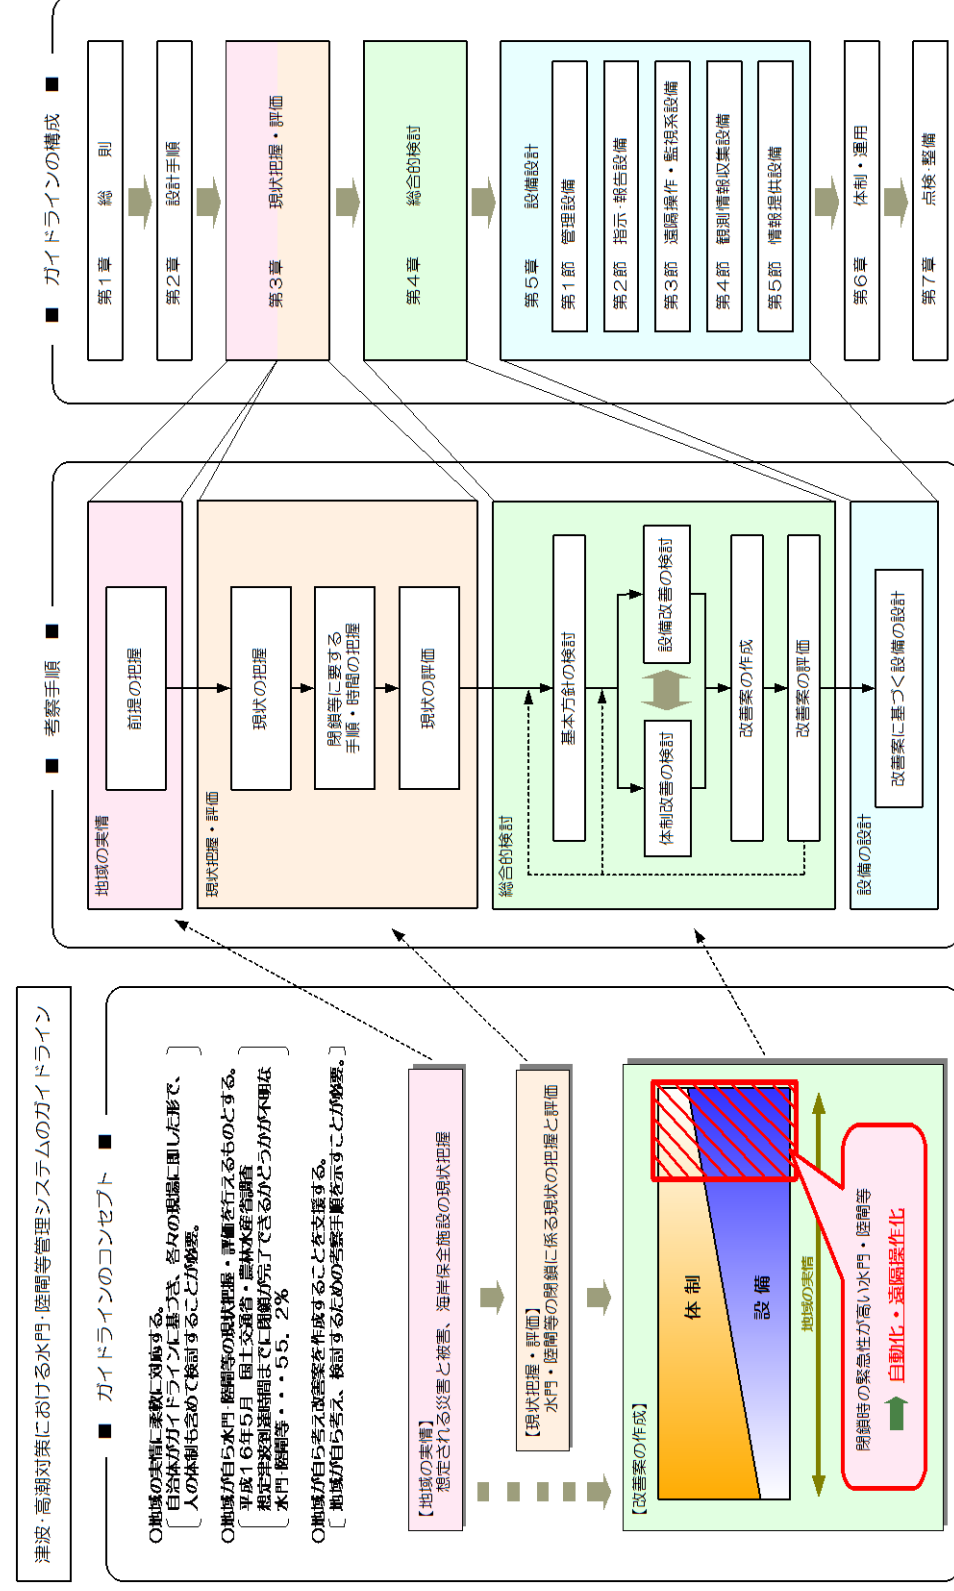 津波・高潮対策における水門・陸閘等管理システムのガイドライン
■ ガイドラインのコンセプト ■
〇地域の実情に柔軟に対応する。
自治体がガイドラインに基づき、各々の現場に即した形で、
人の体制も含めて検討することが必要。
〇地域が自ら水門・陸閘等の現状把握・評価を行えるものとする。
平成16年5月 国土交通省・農林水産省調査
想定津波到達時間までに閉鎖が完了できるかどうかが不明な
水門・陸閘等・・・55.2%
〇地域が自ら考え改善案を作成することを支援する。
地域が自ら考え、検討するための考察手順を示すことが必要。
【地域の実情】
想定される災害と被害、海岸保全施設の現状把握
【現状把握・評価】
水門・陸閘等の閉鎖に係る現状の把握と評価
【改善案の作成】
体制
設備
地域の実情
閉鎖時の緊急性が高い水門・陸閘等
自動化・遠隔操作化
■ 考察手順 ■
地域の実情
前提の把握
現状把握・評価
現状の把握
閉鎖等に要する
手順・時間の把握
現状の評価
総合的検討
基本方針の検討
体制改善の検討
設備改善の検討
改善案の作成
改善案の評価
設備の設計
改善案に基づく設備の設計
■ ガイドラインの構成 ■
第1章 総 則
第2章 設計手順
第3章 現状把握・評価
第4章 総合的検討
第5章 設備設計
第1節 管理設備
第2節 指示・報告設備
第3節 遠隔操作・監視系設備
第4節 観測情報収集設備
第5節 情報提供設備
第6章 体制・運用
第7章 点検・整備